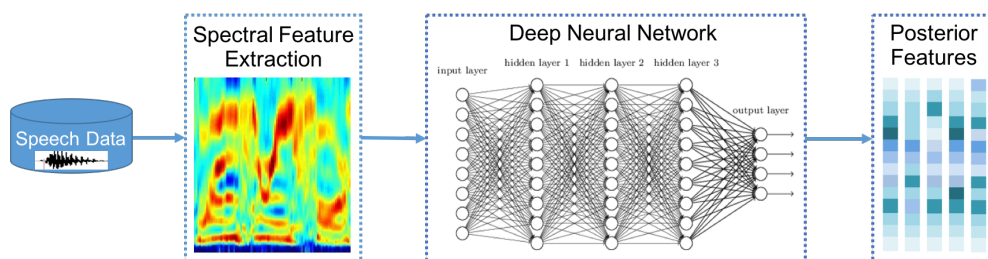 Speech Data
Spectral Feature
Extraction
Deep Neural Network
input layer
hidden layer 1
hidden layer 2
hidden layer 3
output layer
Posterior
Features